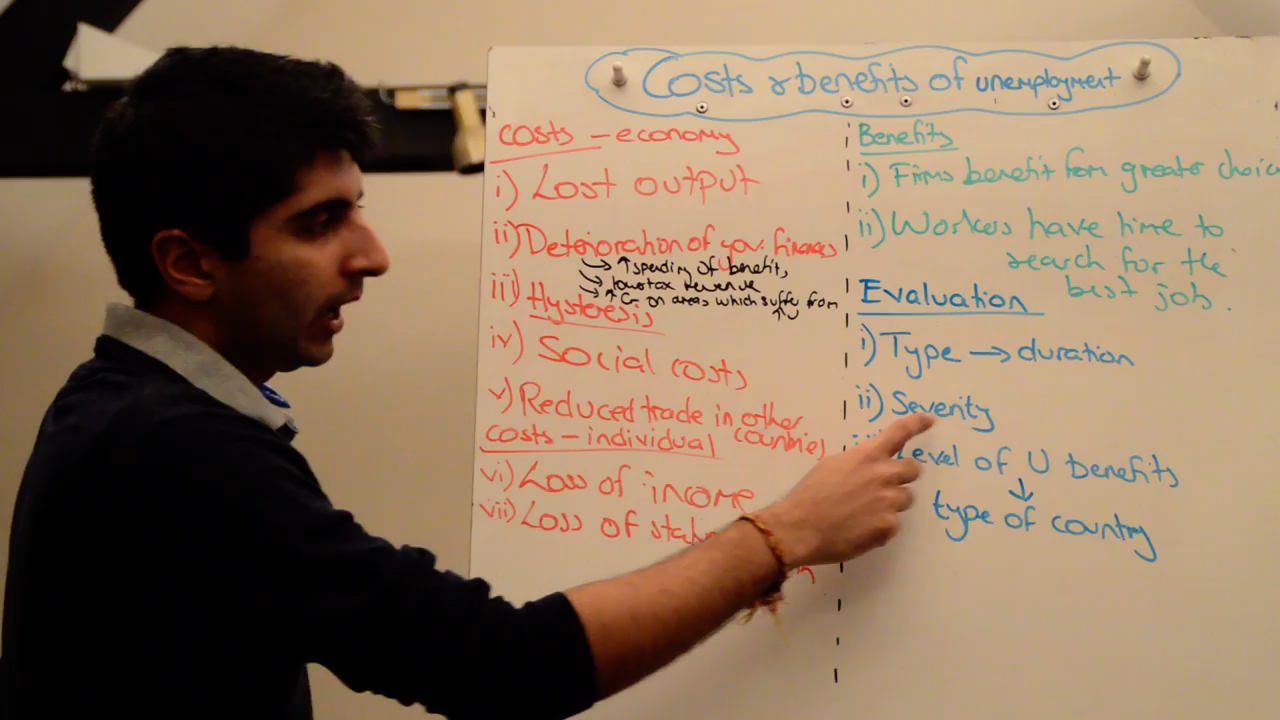 Costs & benefits of unemployment
Costs - economy
i) Lost output
ii) Deterioration of gov. finances
→ ↑ spending of U benefits
→ low tax revenue
→ ↑ G on areas which suffer from
↑ U
iii) Hysteresis
iv) Social costs
v) Reduced trade in other
countries
Costs - individual
vi) Loss of income
vii) Loss of
Benefits
i) Firms benefit from greater choice
ii) Workers have time to
search for the
best job.
Evaluation
i) Type → duration
ii) Severity
Level of U benefits
↓
type of country